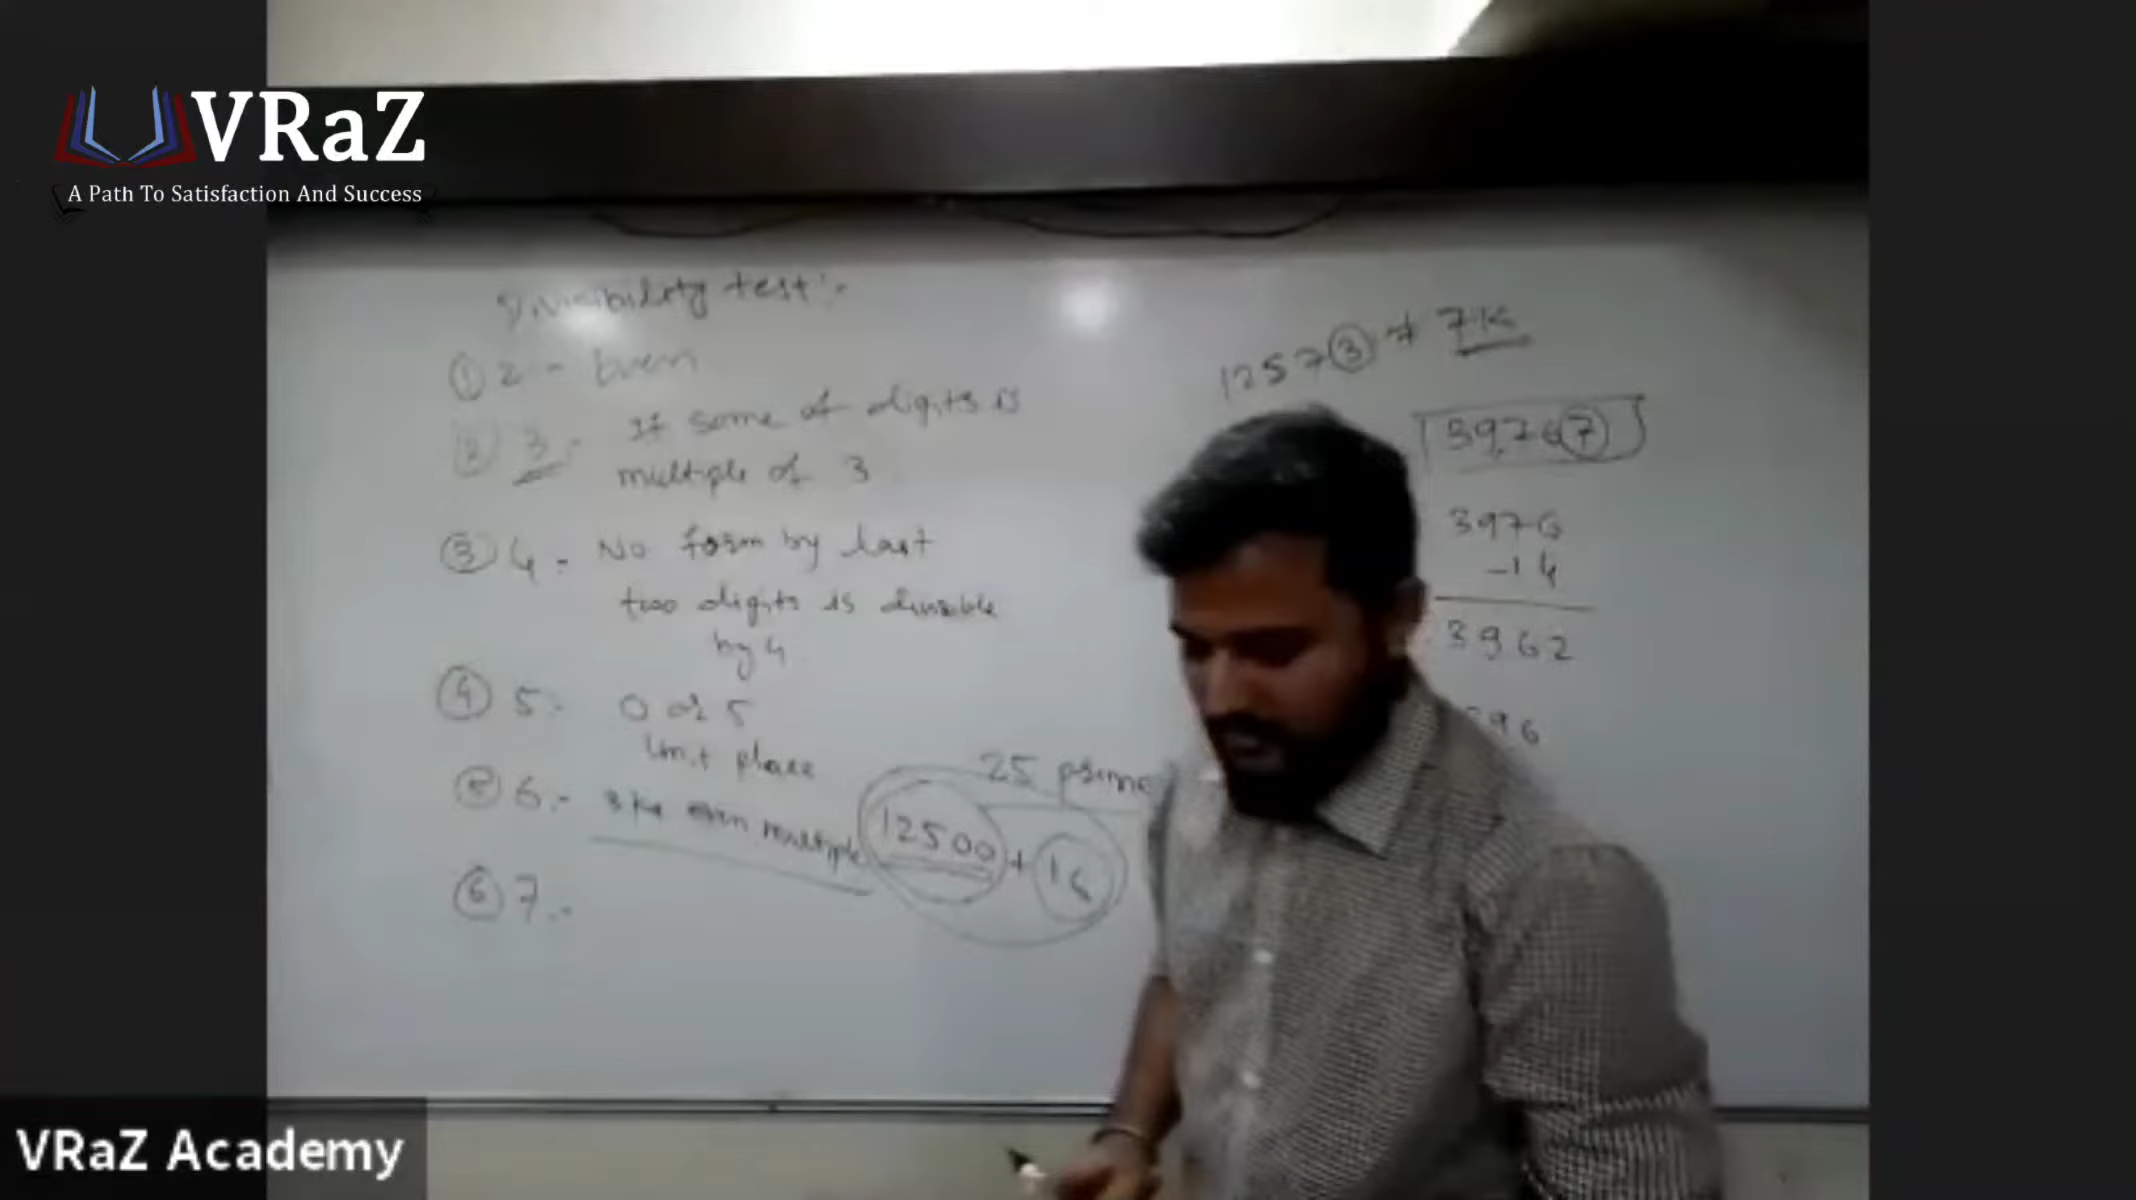 VRaZ
A Path To Satisfaction And Success
Divisibility test :-
① 2 :- Even
② 3 :- If some of digits is
multiple of 3
③ 4 :- No form by last
two digits is divisible
by 4
④ 5 :- 0 or 5
Unit place
6 :- even multiple
⑥ 7 :-
25 prime
12500 + 16
12573 → 7K
39767
3976
-14
3962
96
VRaZ Academy